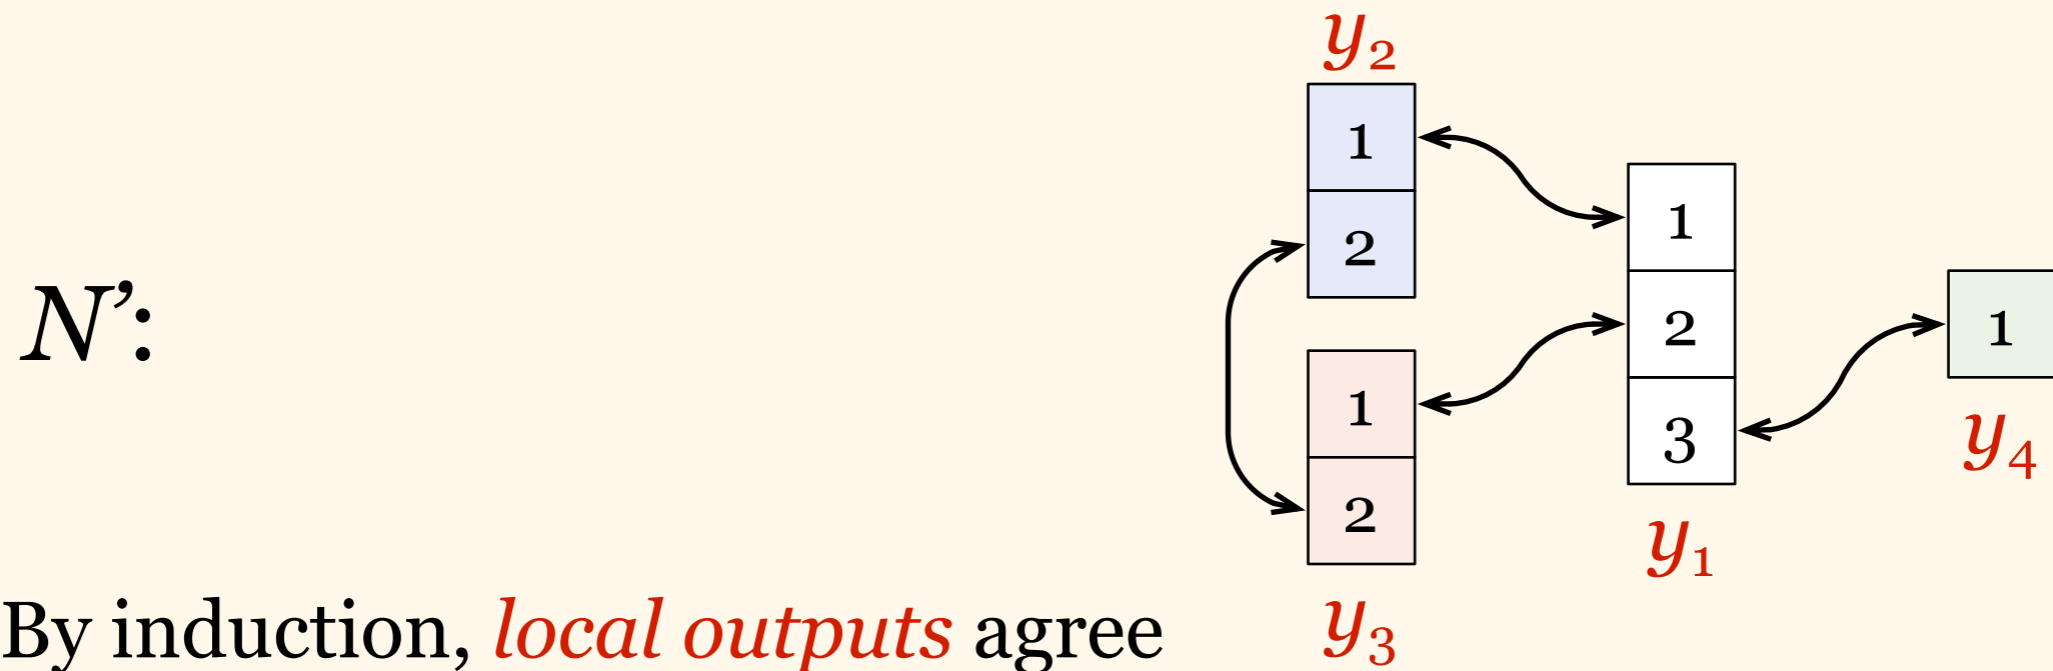 y₂
1
2
1
2
1
2
3
1
N’:
y₄
y₁
y₃
By induction, local outputs agree